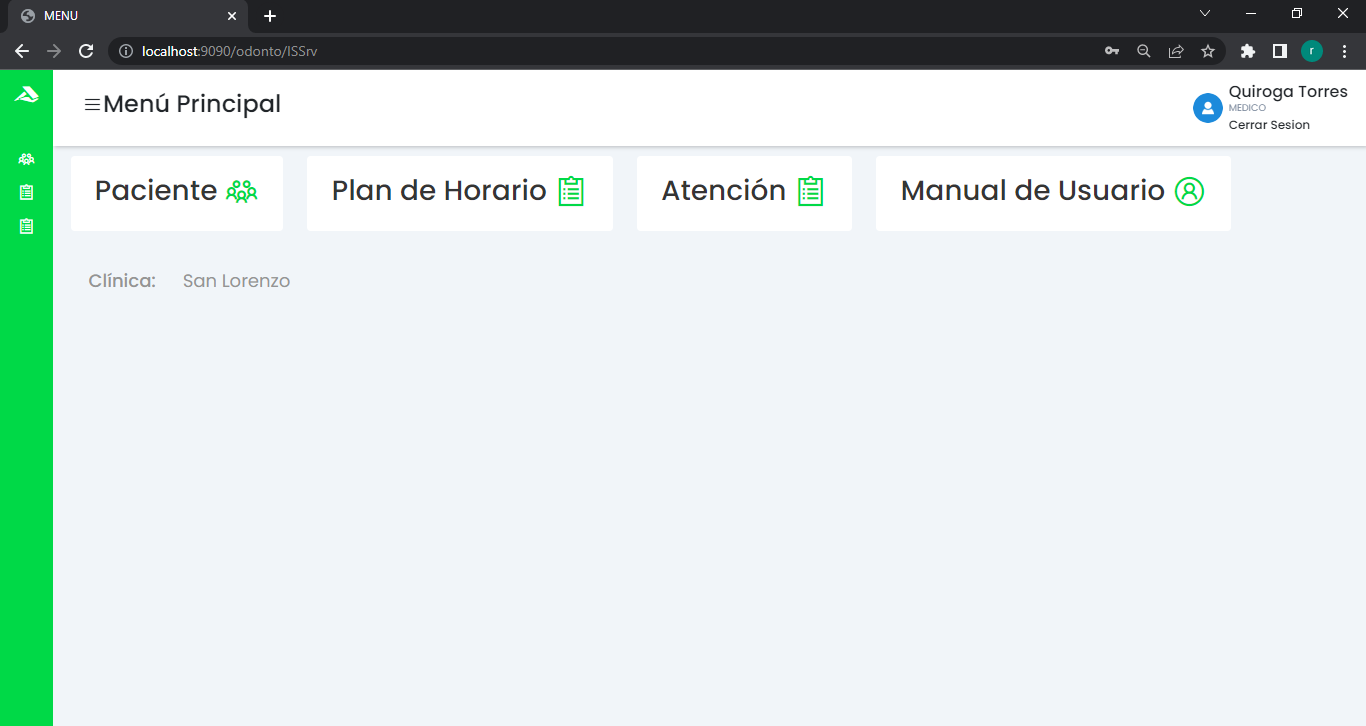 MENU
localhost:9090/odonto/ISSrv
r
Menú Principal
Quiroga Torres
MEDICO
Cerrar Sesion
Paciente
Plan de Horario
Atención
Manual de Usuario
Clínica: San Lorenzo